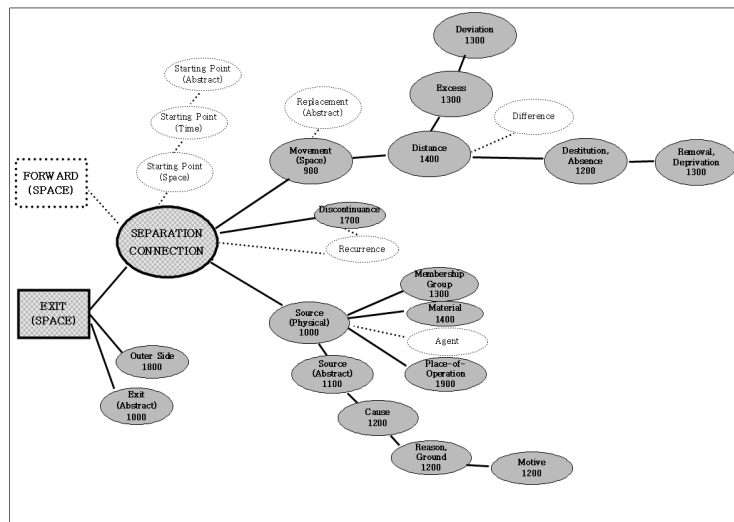 Deviation
1300
Starting Point
(Abstract)
Excess
1300
Replacement
(Abstract)
Difference
Starting Point
(Time)
Movement
(Space)
900
Distance
1400
Destitution,
Absence
1200
Removal,
Deprivation
1300
Starting Point
(Space)
FORWARD
(SPACE)
Discontinuance
1700
SEPARATION
CONNECTION
Recurrence
Membership
Group
1300
EXIT
(SPACE)
Source
(Physical)
1000
Material
1400
Agent
Outer Side
1800
Source
(Abstract)
1100
Place-of-
Operation
1900
Exit
(Abstract)
1000
Cause
1200
Reason,
Ground
1200
Motive
1200